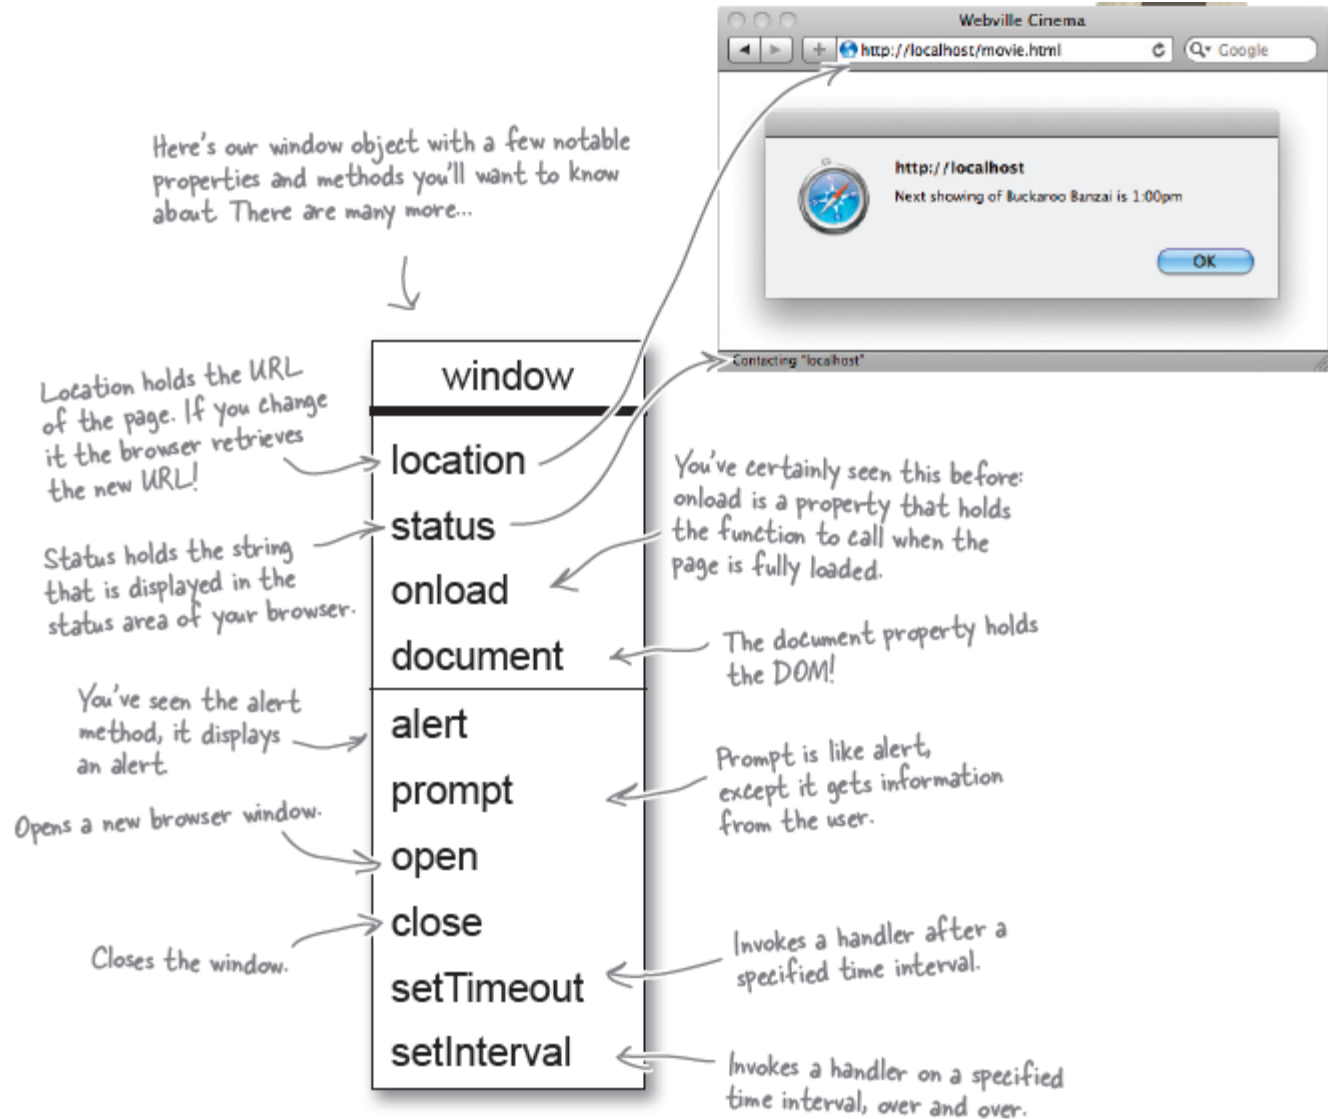 Webville Cinema
http://localhost/movie.html
Google
http://localhost
Next showing of Buckaroo Banzai is 1:00pm
OK
Contacting "localhost"
Here's our window object with a few notable
properties and methods you'll want to know
about. There are many more...
window
location
status
onload
document
alert
prompt
open
close
setTimeout
setInterval
Location holds the URL
of the page. If you change
it the browser retrieves
the new URL!
Status holds the string
that is displayed in the
status area of your browser.
You've seen the alert
method, it displays
an alert.
Opens a new browser window.
Closes the window.
You've certainly seen this before:
onload is a property that holds
the function to call when the
page is fully loaded.
The document property holds
the DOM!
Prompt is like alert,
except it gets information
from the user.
Invokes a handler after a
specified time interval.
Invokes a handler on a specified
time interval, over and over.